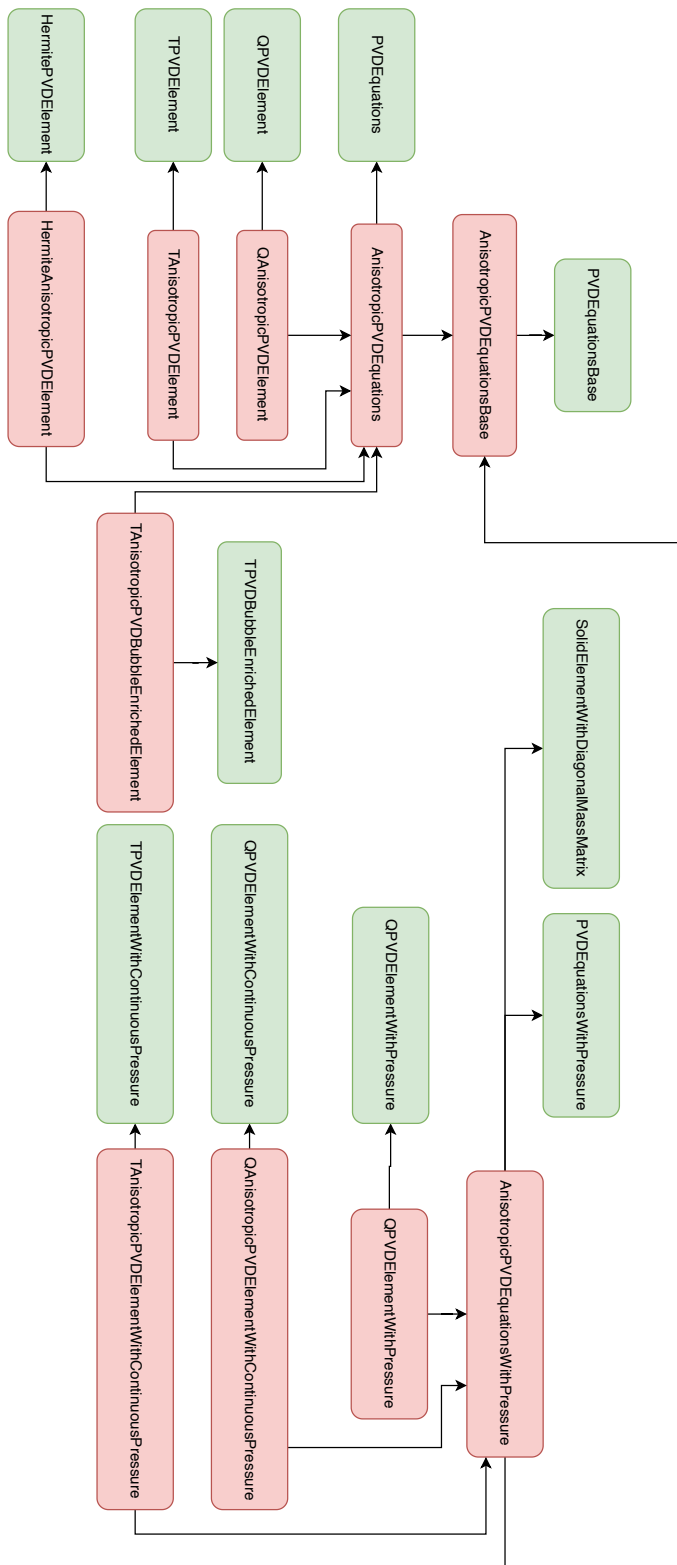 PVDEquationsBase
SolidElementWithDiagonalMassMatrix
PVDEquationsWithPressure
AnisotropicPVDEquationsBase
AnisotropicPVDEquationsWithPressure
PVDEquations
AnisotropicPVDEquations
QPVDElementWithPressure
QPVDElementWithPressure
QPVDElement
QAnisotropicPVDElement
TPVDBubbleEnrichedElement
QPVDElementWithContinuousPressure
QAnisotropicPVDElementWithContinuousPressure
TPVDElement
TAnisotropicPVDElement
TAnisotropicPVDBubbleEnrichedElement
TPVDElementWithContinuousPressure
TAnisotropicPVDElementWithContinuousPressure
HermitePVDElement
HermiteAnisotropicPVDElement